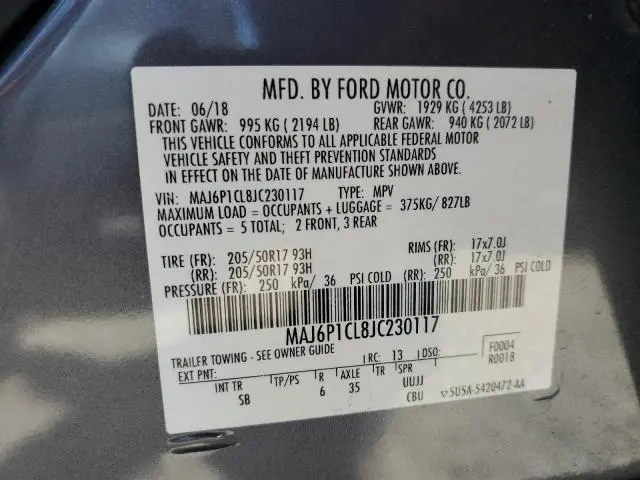 MFD. BY FORD MOTOR CO.
DATE: 06/18 GVWR: 1929 KG ( 4253 LB)
FRONT GAWR: 995 KG ( 2194 LB) REAR GAWR: 940 KG ( 2072 LB)
THIS VEHICLE CONFORMS TO ALL APPLICABLE FEDERAL MOTOR
VEHICLE SAFETY AND THEFT PREVENTION STANDARDS
IN EFFECT ON THE DATE OF MANUFACTURE SHOWN ABOVE.
VIN: MAJ6P1CL8JC230117 TYPE: MPV
MAXIMUM LOAD = OCCUPANTS + LUGGAGE = 375KG/ 827LB
OCCUPANTS = 5 TOTAL; 2 FRONT, 3 REAR
TIRE (FR): 205/50R17 93H RIMS (FR): 17x7.0J
(RR): 205/50R17 93H (RR): 17x7.0J
PRESSURE (FR): 250 kPa/ 36 PSI COLD (RR): 250 kPa/ 36 PSI COLD
MAJ6P1CL8JC230117
TRAILER TOWING - SEE OWNER GUIDE
F0004
R0018
EXT PNT: RC: 13 DSO:
INT TR TP/PS R AXLE TR SPR
SB 6 35 UUJJ
CBU 5U5A-5420472-AA